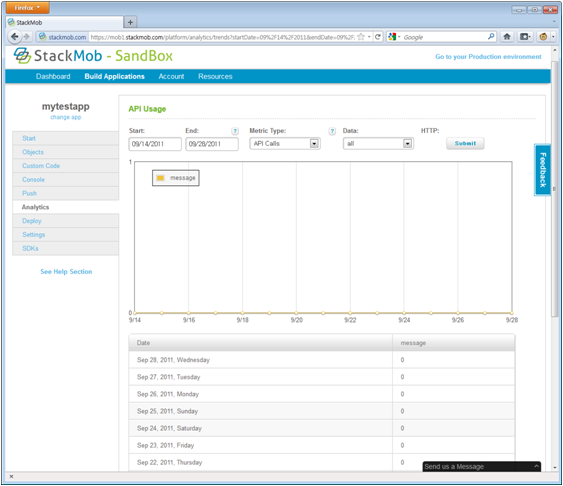 Firefox
StackMob
stackmob.com https://mob1.stackmob.com/platform/analytics/trends?startDate=09%2F14%2F2011&endDate=09%2F
Google
StackMob - SandBox
Go to your Production environment
Dashboard Build Applications Account Resources
mytestapp
change app
Start
Objects
Custom Code
Console
Push
Analytics
Deploy
Settings
SDKs
See Help Section
API Usage
Start: End: ? Metric Type: ? Data: HTTP:
09/14/2011 09/28/2011 API Calls all Submit
Feedback
1
message
0
9/14 9/16 9/18 9/20 9/22 9/24 9/26 9/28
Date message
Sep 28, 2011, Wednesday 0
Sep 27, 2011, Tuesday 0
Sep 26, 2011, Monday 0
Sep 25, 2011, Sunday 0
Sep 24, 2011, Saturday 0
Sep 23, 2011, Friday 0
Sep 22, 2011, Thursday 0
Send us a Message